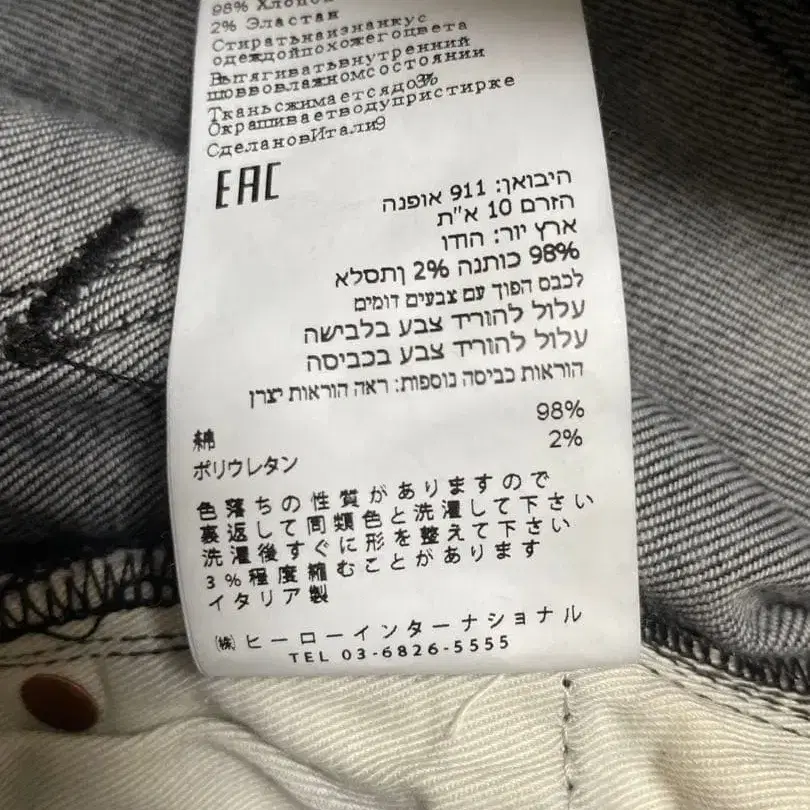 98% Хлопок
2% Эластан
Стиратьнаизнанкус
одеждойпохожегоцвета
Вытягиватьвнутренний
шоввовлажномсостоянии
Тканьсжимаетсядо3%
Окрашиваетводупристирке
СделановИтали9
EAC
היבואן: 911 אופנה
הזרם 10 א"ת
ארץ יור: הודו
98% כותנה 2% ןתסלא
לכבס הפוך עם צבעים דומים
עלול להוריד צבע בלבישה
עלול להוריד צבע בכביסה
הוראות כביסה נוספות: ראה הוראות יצרן
綿 98%
ポリウレタン 2%
色落ちの性質がありますので
裏返して同類色と洗濯して下さい
洗濯後すぐに形を整えて下さい
3%程度縮むことがあります
イタリア製
㈱ヒーローインターナショナル
TEL 03-6826-5555